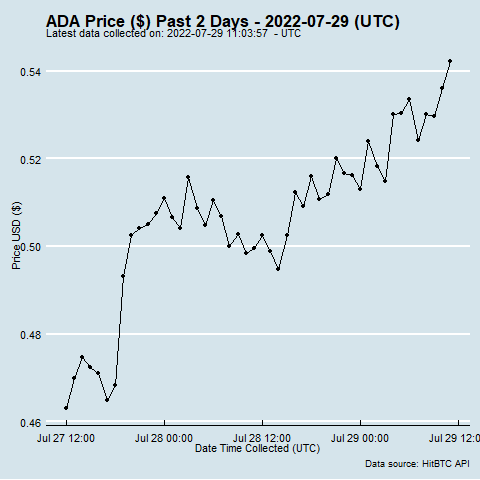 ADA Price ($) Past 2 Days - 2022-07-29 (UTC)
Latest data collected on: 2022-07-29 11:03:57 - UTC
0.54
0.52
0.50
0.48
0.46
Price USD ($)
Jul 27 12:00 Jul 28 00:00 Jul 28 12:00 Jul 29 00:00 Jul 29 12:0
Date Time Collected (UTC)
Data source: HitBTC API